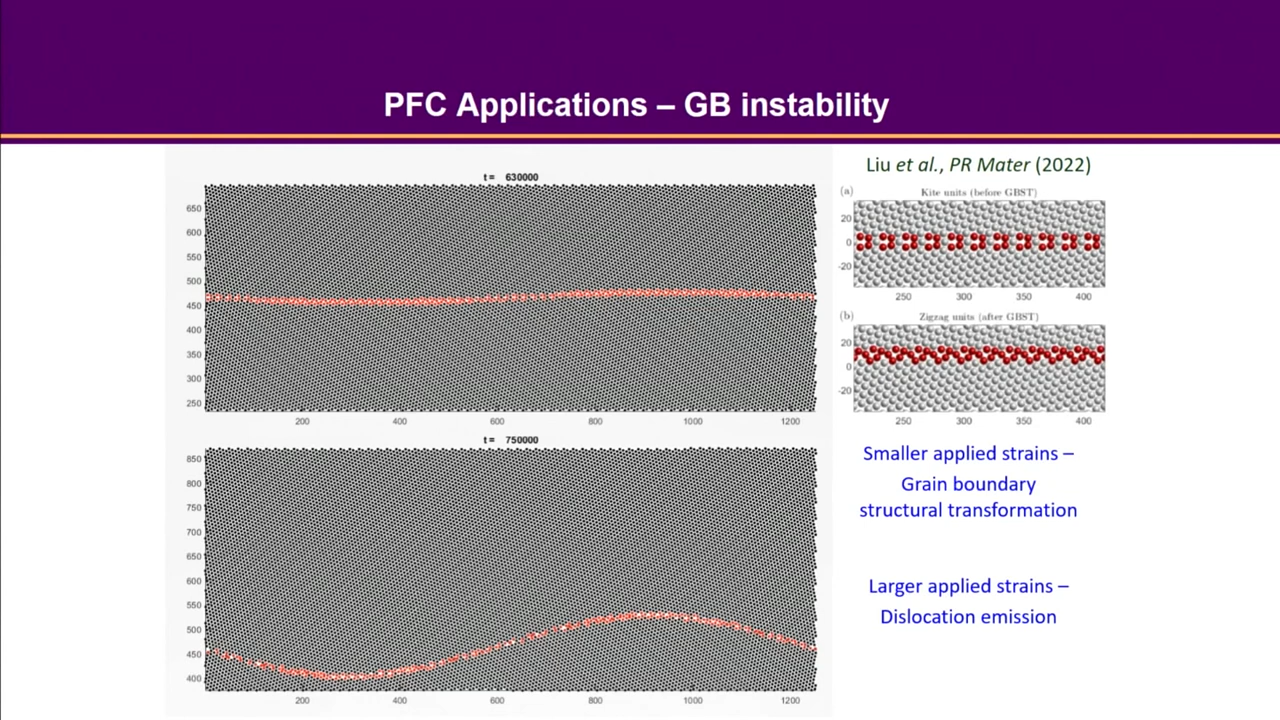 PFC Applications – GB instability
t = 630000
650
600
550
500
450
400
350
300
250
200 400 600 800 1000 1200
t = 750000
850
800
750
700
650
600
550
500
450
400
200 400 600 800 1000 1200
Liu et al., PR Mater (2022)
(a) Kite units (before GBST)
20
0
-20
250 300 350 400
(b) Zigzag units (after GBST)
20
0
-20
250 300 350 400
Smaller applied strains –
Grain boundary
structural transformation
Larger applied strains –
Dislocation emission